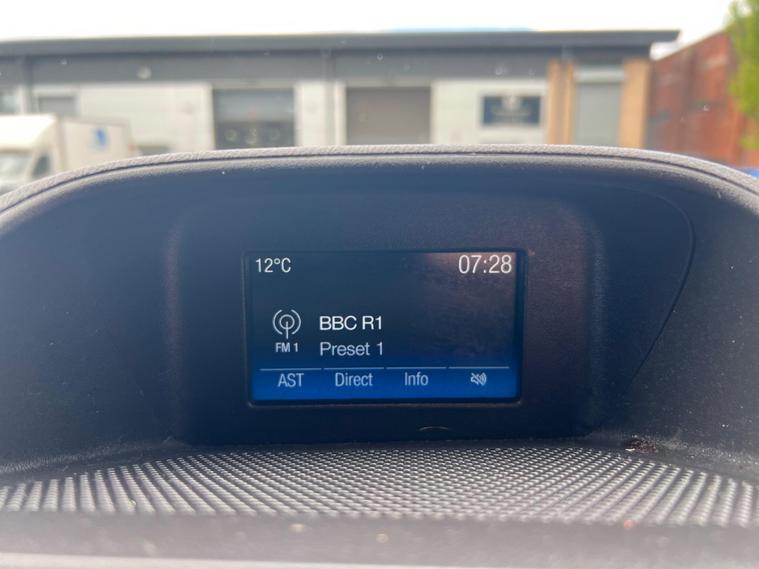 12°C 07:28
BBC R1
FM 1 Preset 1
AST Direct Info